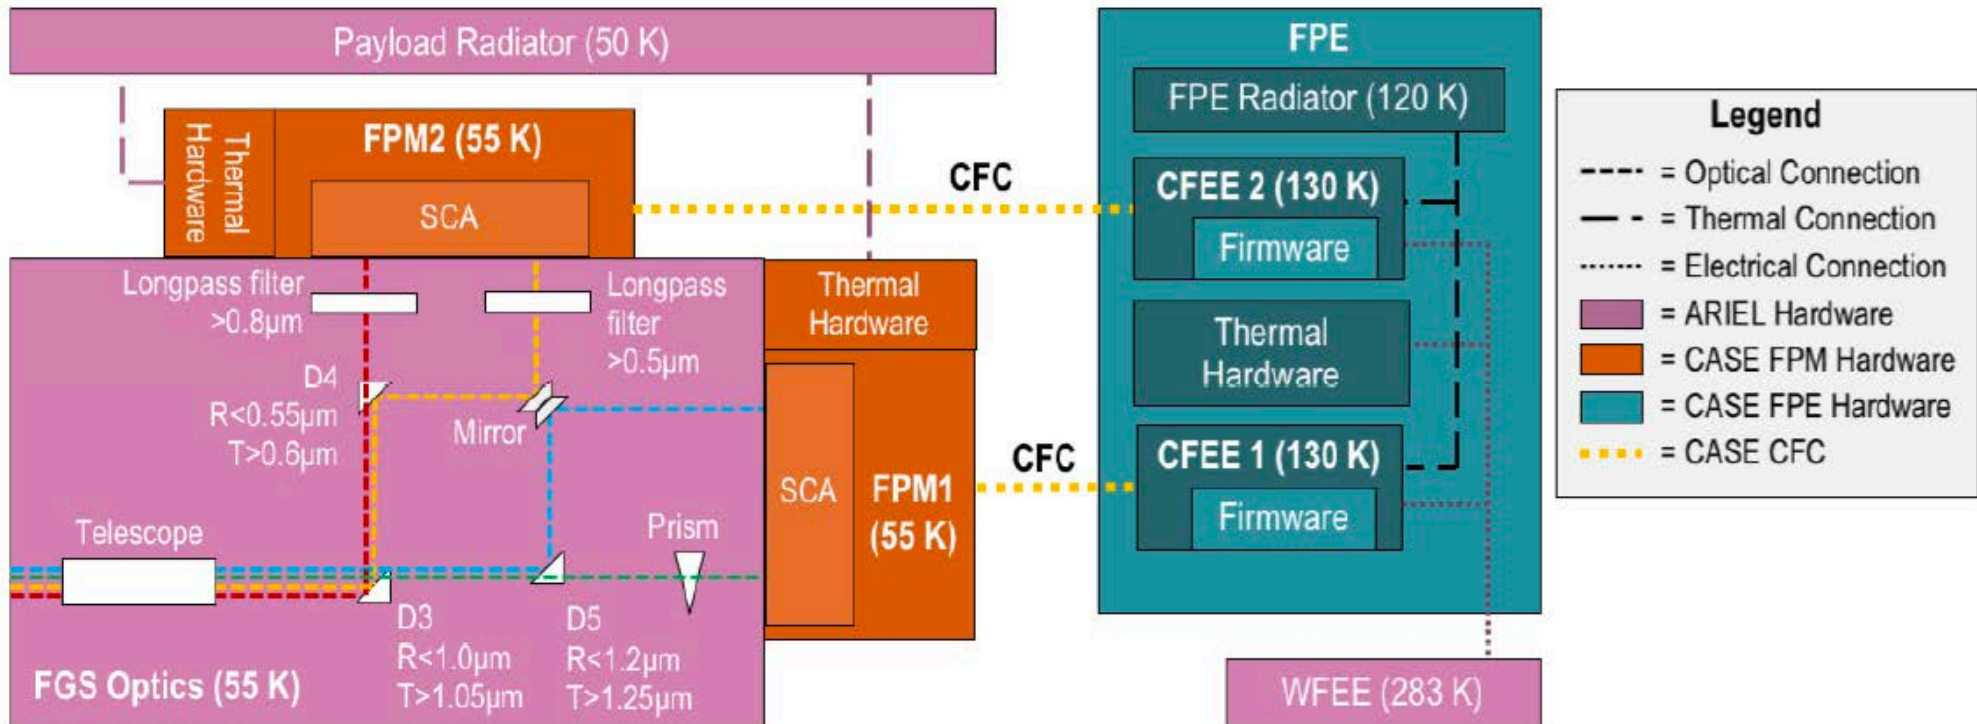 Payload Radiator (50 K)
Thermal
Hardware
FPM2 (55 K)
SCA
Longpass filter
>0.8µm
Longpass
filter
>0.5µm
D4
R<0.55µm
T>0.6µm
Mirror
Telescope
Prism
D3
R<1.0µm
T>1.05µm
D5
R<1.2µm
T>1.25µm
FGS Optics (55 K)
Thermal
Hardware
SCA
FPM1
(55 K)
CFC
CFC
FPE
FPE Radiator (120 K)
CFEE 2 (130 K)
Firmware
Thermal
Hardware
CFEE 1 (130 K)
Firmware
WFEE (283 K)
Legend
= Optical Connection
= Thermal Connection
= Electrical Connection
= ARIEL Hardware
= CASE FPM Hardware
= CASE FPE Hardware
= CASE CFC